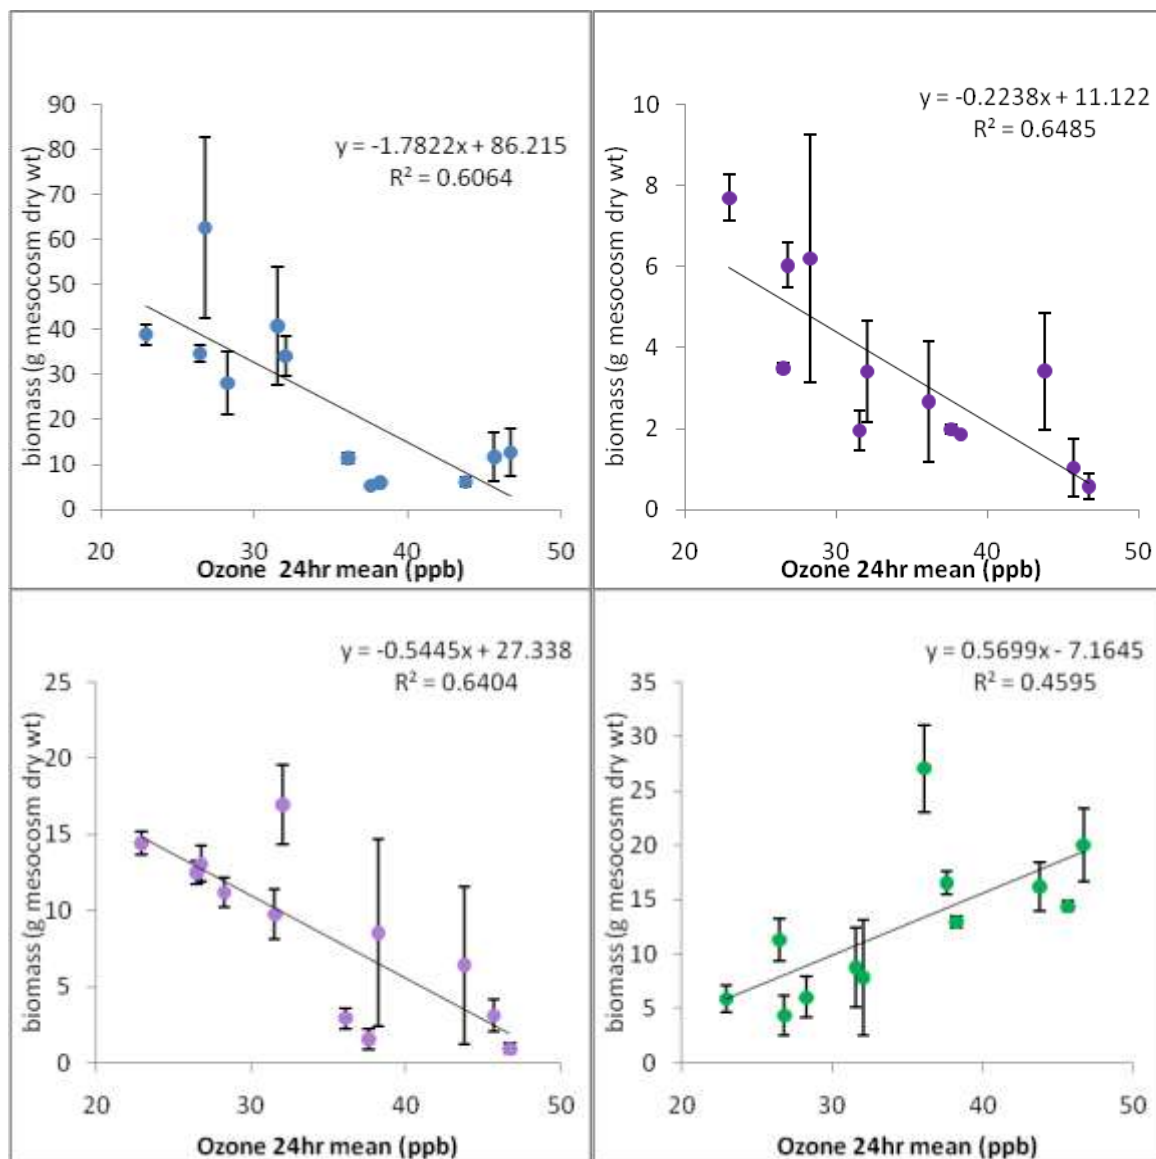 y = -1.7822x + 86.215
R² = 0.6064
biomass (g mesocosm dry wt)
90
80
70
60
50
40
30
20
10
0
20 30 40 50
Ozone 24hr mean (ppb)
y = -0.2238x + 11.122
R² = 0.6485
biomass (g mesocosm dry wt)
10
8
6
4
2
0
20 30 40 50
Ozone 24hr mean (ppb)
y = -0.5445x + 27.338
R² = 0.6404
biomass (g mesocosm dry wt)
25
20
15
10
5
0
20 30 40 50
Ozone 24hr mean (ppb)
y = 0.5699x - 7.1645
R² = 0.4595
biomass (g mesocosm dry wt)
35
30
25
20
15
10
5
0
20 30 40 50
Ozone 24hr mean (ppb)